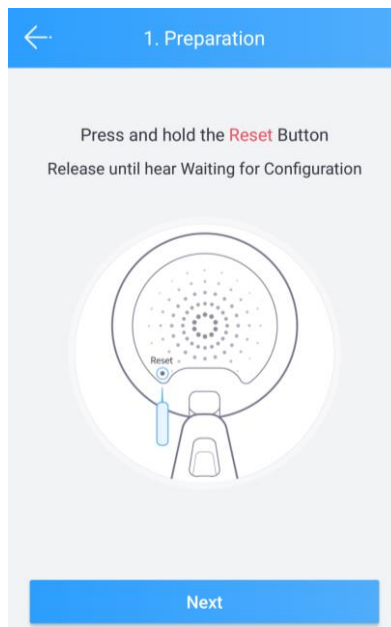 1. Preparation
Press and hold the Reset Button
Release until hear Waiting for Configuration
Reset
Next